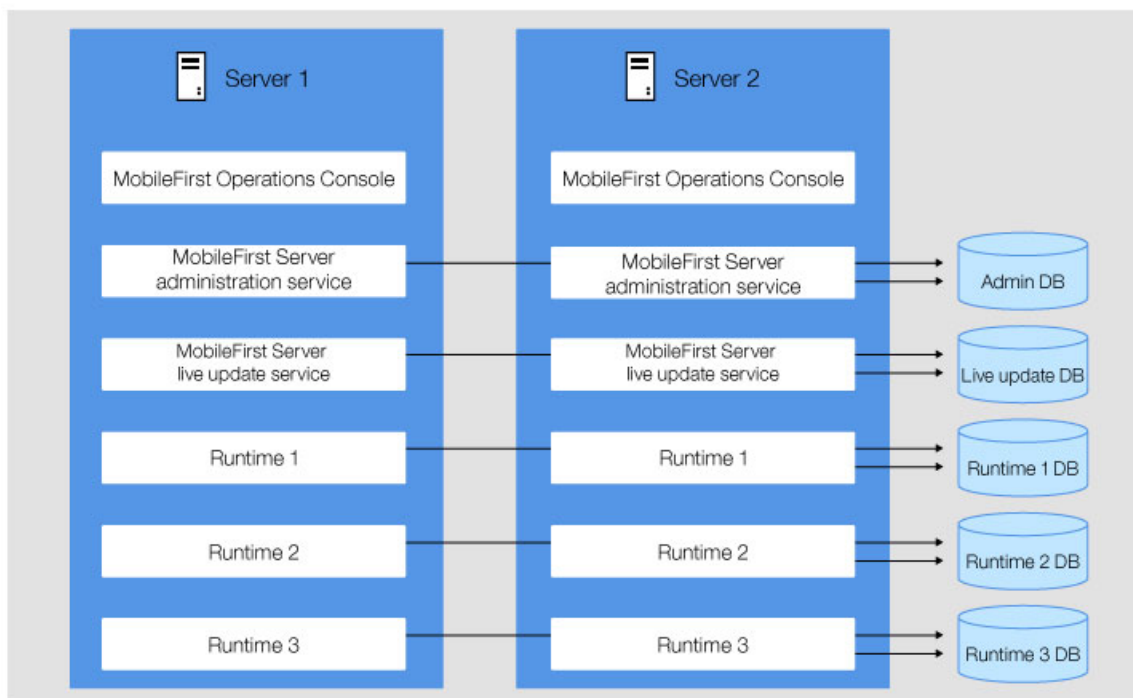 Server 1
Server 2
MobileFirst Operations Console
MobileFirst Operations Console
MobileFirst Server
administration service
MobileFirst Server
administration service
Admin DB
MobileFirst Server
live update service
MobileFirst Server
live update service
Live update DB
Runtime 1
Runtime 1
Runtime 1 DB
Runtime 2
Runtime 2
Runtime 2 DB
Runtime 3
Runtime 3
Runtime 3 DB